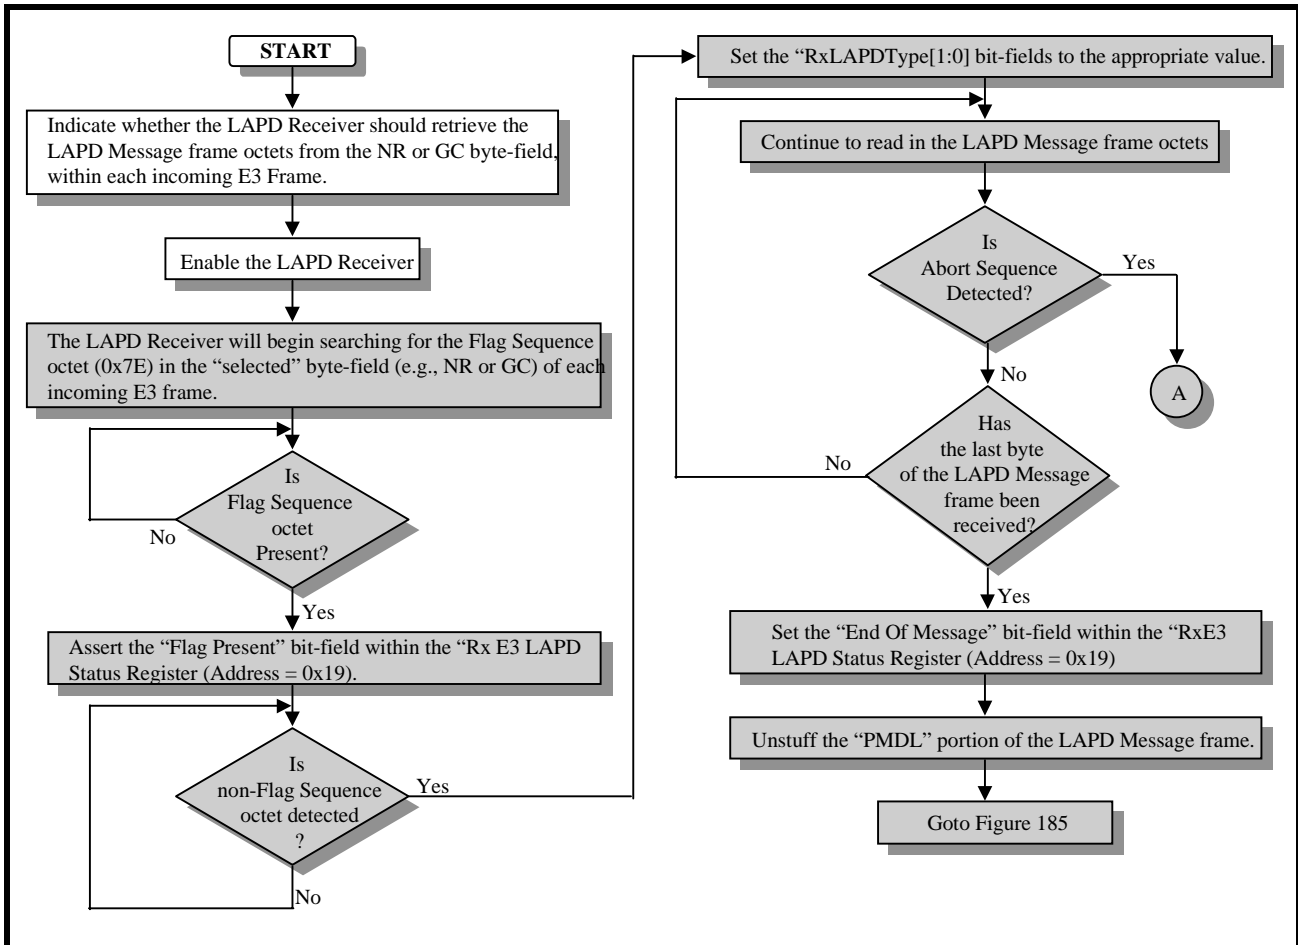 START
Indicate whether the LAPD Receiver should retrieve the
LAPD Message frame octets from the NR or GC byte-field,
within each incoming E3 Frame.
Enable the LAPD Receiver
The LAPD Receiver will begin searching for the Flag Sequence
octet (0x7E) in the “selected” byte-field (e.g., NR or GC) of each
incoming E3 frame.
Is
Flag Sequence
octet
Present?
No
Yes
Assert the “Flag Present” bit-field within the “Rx E3 LAPD
Status Register (Address = 0x19).
Is
non-Flag Sequence
octet detected
?
Yes
No
Set the “RxLAPDType[1:0] bit-fields to the appropriate value.
Continue to read in the LAPD Message frame octets
Is
Abort Sequence
Detected?
Yes
A
No
Has
the last byte
of the LAPD Message
frame been
received?
No
Yes
Set the “End Of Message” bit-field within the “RxE3
LAPD Status Register (Address = 0x19)
Unstuff the “PMDL” portion of the LAPD Message frame.
Goto Figure 185